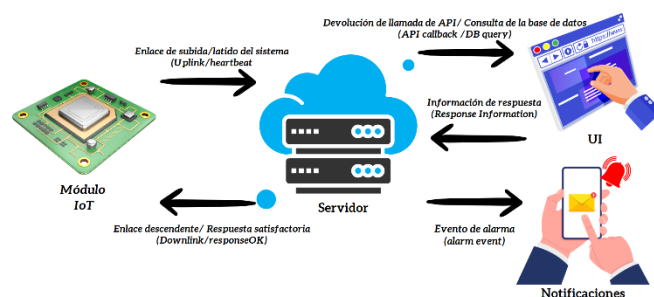 Devolución de llamada de API/ Consulta de la base de datos
(API callback /DB query)
Enlace de subida/latido del sistema
(Uplink/heartbeat
https://www
Información de respuesta
(Response Information)
UI
Módulo
IoT
Servidor
Enlace descendente/ Respuesta satisfactoria
(Downlink/responseOK)
Evento de alarma
(alarm event)
Notificaciones